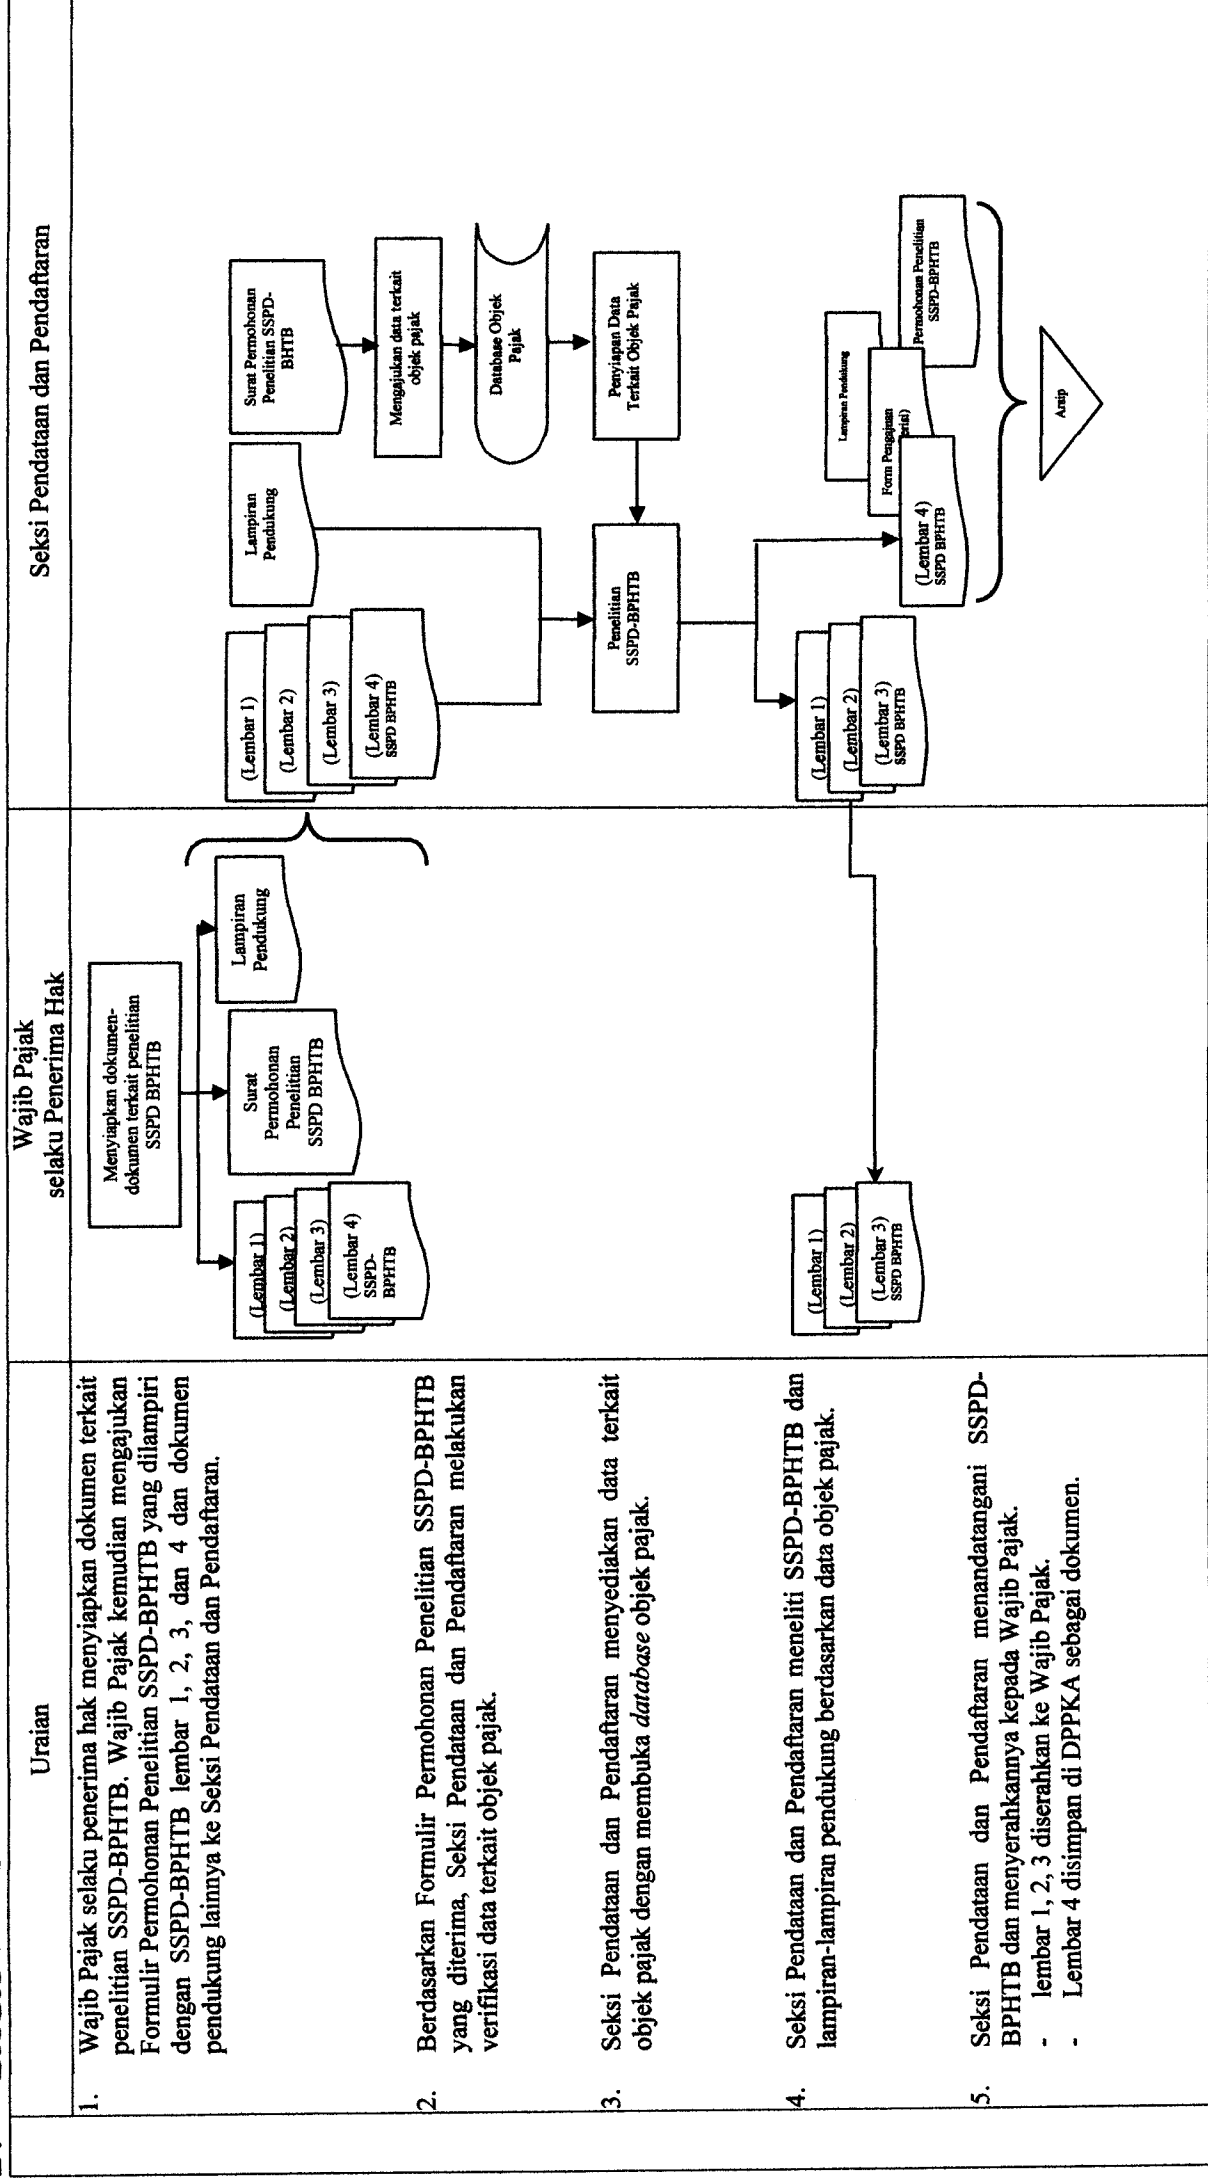 Uraian
Wajib Pajak
selaku Penerima Hak
Seksi Pendataan dan Pendaftaran
1. Wajib Pajak selaku penerima hak menyiapkan dokumen terkait
penelitian SSPD-BPHTB. Wajib Pajak kemudian mengajukan
Formulir Permohonan Penelitian SSPD-BPHTB yang dilampiri
dengan SSPD-BPHTB lembar 1, 2, 3, dan 4 dan dokumen
pendukung lainnya ke Seksi Pendataan dan Pendaftaran.
2. Berdasarkan Formulir Permohonan Penelitian SSPD-BPHTB
yang diterima, Seksi Pendataan dan Pendaftaran melakukan
verifikasi data terkait objek pajak.
3. Seksi Pendataan dan Pendaftaran menyediakan data terkait
objek pajak dengan membuka database objek pajak.
4. Seksi Pendataan dan Pendaftaran meneliti SSPD-BPHTB dan
lampiran-lampiran pendukung berdasarkan data objek pajak.
5. Seksi Pendataan dan Pendaftaran menandatangani SSPD-
BPHTB dan menyerahkannya kepada Wajib Pajak.
- lembar 1, 2, 3 diserahkan ke Wajib Pajak.
- Lembar 4 disimpan di DPPKA sebagai dokumen.
Menyiapkan dokumen-
dokumen terkait penelitian
SSPD BPHTB
(Lembar 1)
(Lembar 2)
(Lembar 3)
(Lembar 4)
SSPD-
BPHTB
Surat
Permohonan
Penelitian
SSPD BPHTB
Lampiran
Pendukung
(Lembar 1)
(Lembar 2)
(Lembar 3)
SSPD BPHTB
(Lembar 1)
(Lembar 2)
(Lembar 3)
(Lembar 4)
SSPD BPHTB
Lampiran
Pendukung
Surat Permohonan
Penelitian SSPD-
BHTB
Mengajukan data terkait
objek pajak
Database Objek
Pajak
Penyiapan Data
Terkait Objek Pajak
Penelitian
SSPD-BPHTB
(Lembar 1)
(Lembar 2)
(Lembar 3)
SSPD BPHTB
Lampiran Pendukung
Form Pengajuan
(Lembar 4)
SSPD BPHTB
Permohonan Penelitian
SSPD-BPHTB
Arsip